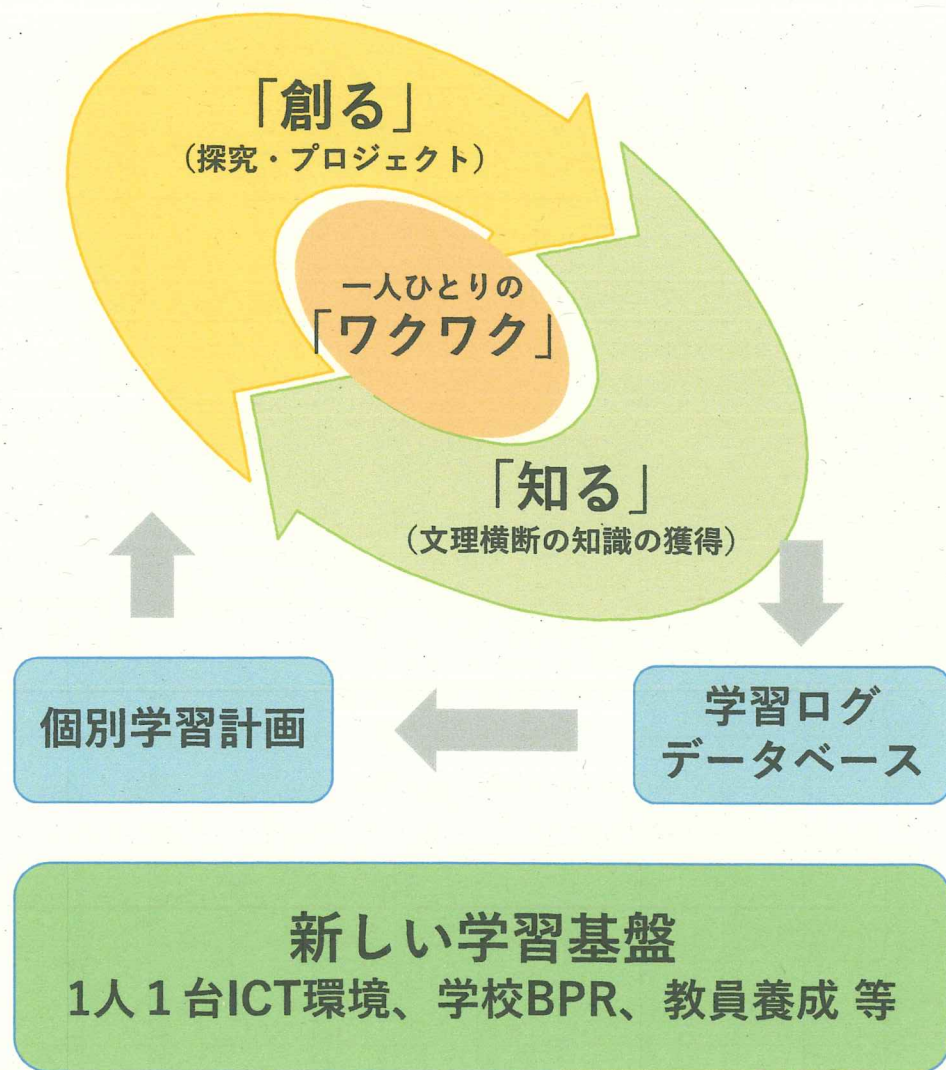 「創る」
（探究・プロジェクト）
一人ひとりの
「ワクワク」
「知る」
（文理横断の知識の獲得）
個別学習計画
学習ログ
データベース
新しい学習基盤
1人１台ICT環境、学校BPR、教員養成 等